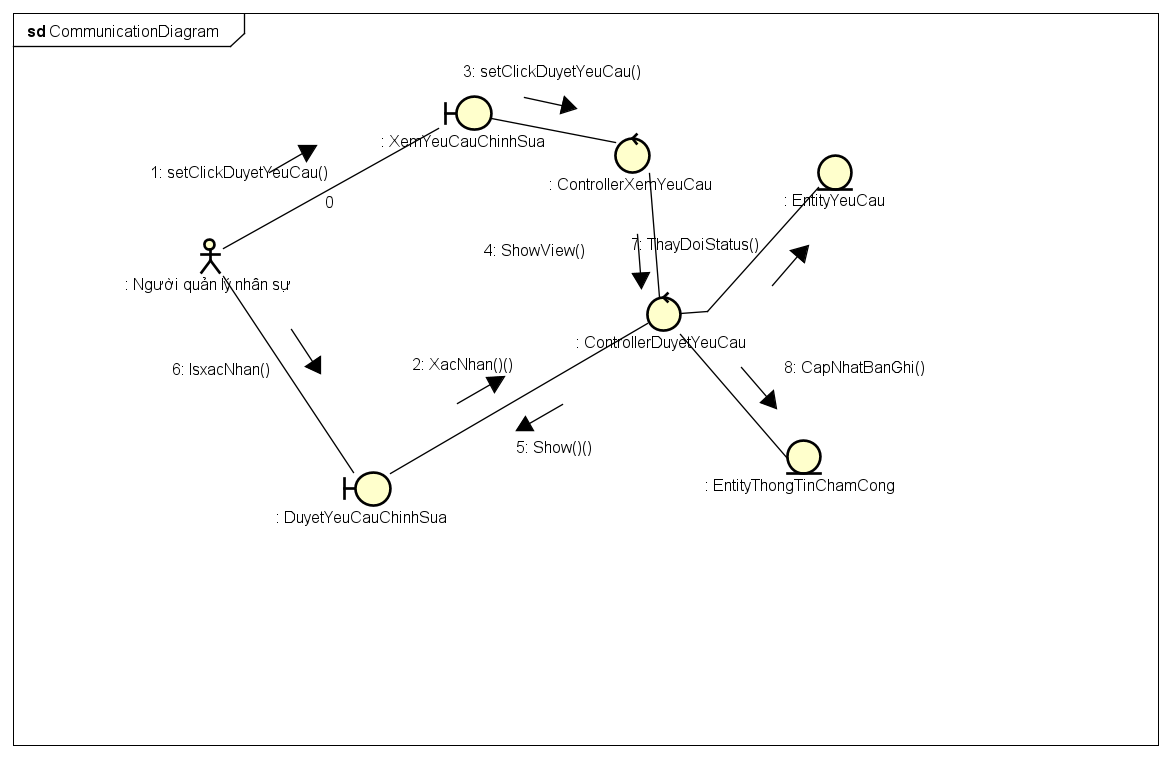 sd CommunicationDiagram
3: setClickDuyetYeuCau()
: XemYeuCauChinhSua
1: setClickDuyetYeuCau()
: ControllerXemYeuCau
0
: EntityYeuCau
4: ShowView()
7: ThayDoiStatus()
: Người quản lý nhân sự
: ControllerDuyetYeuCau
6: IsxacNhan()
2: XacNhan()()
8: CapNhatBanGhi()
5: Show()()
: EntityThongTinChamCong
: DuyetYeuCauChinhSua